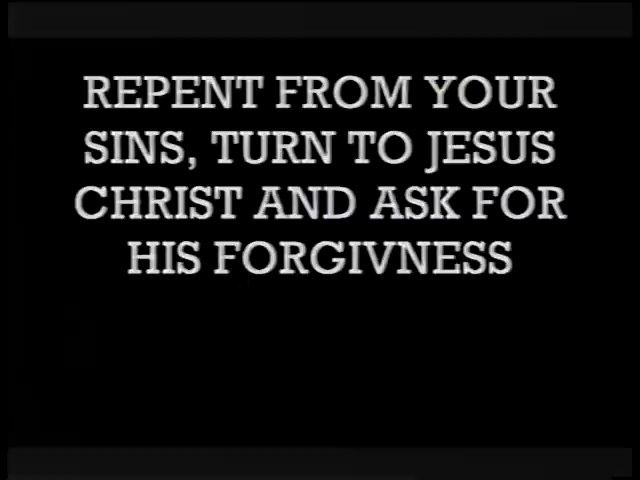 REPENT FROM YOUR
SINS, TURN TO JESUS
CHRIST AND ASK FOR
HIS FORGIVNESS